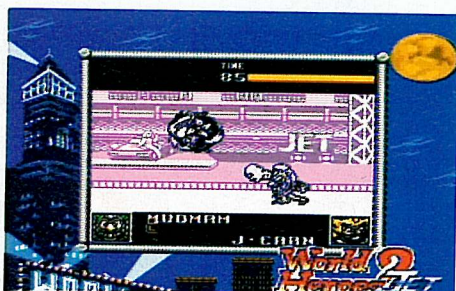 TIME
85
JET
MUDMAN
J·CARN
World
Heroes 2
JET